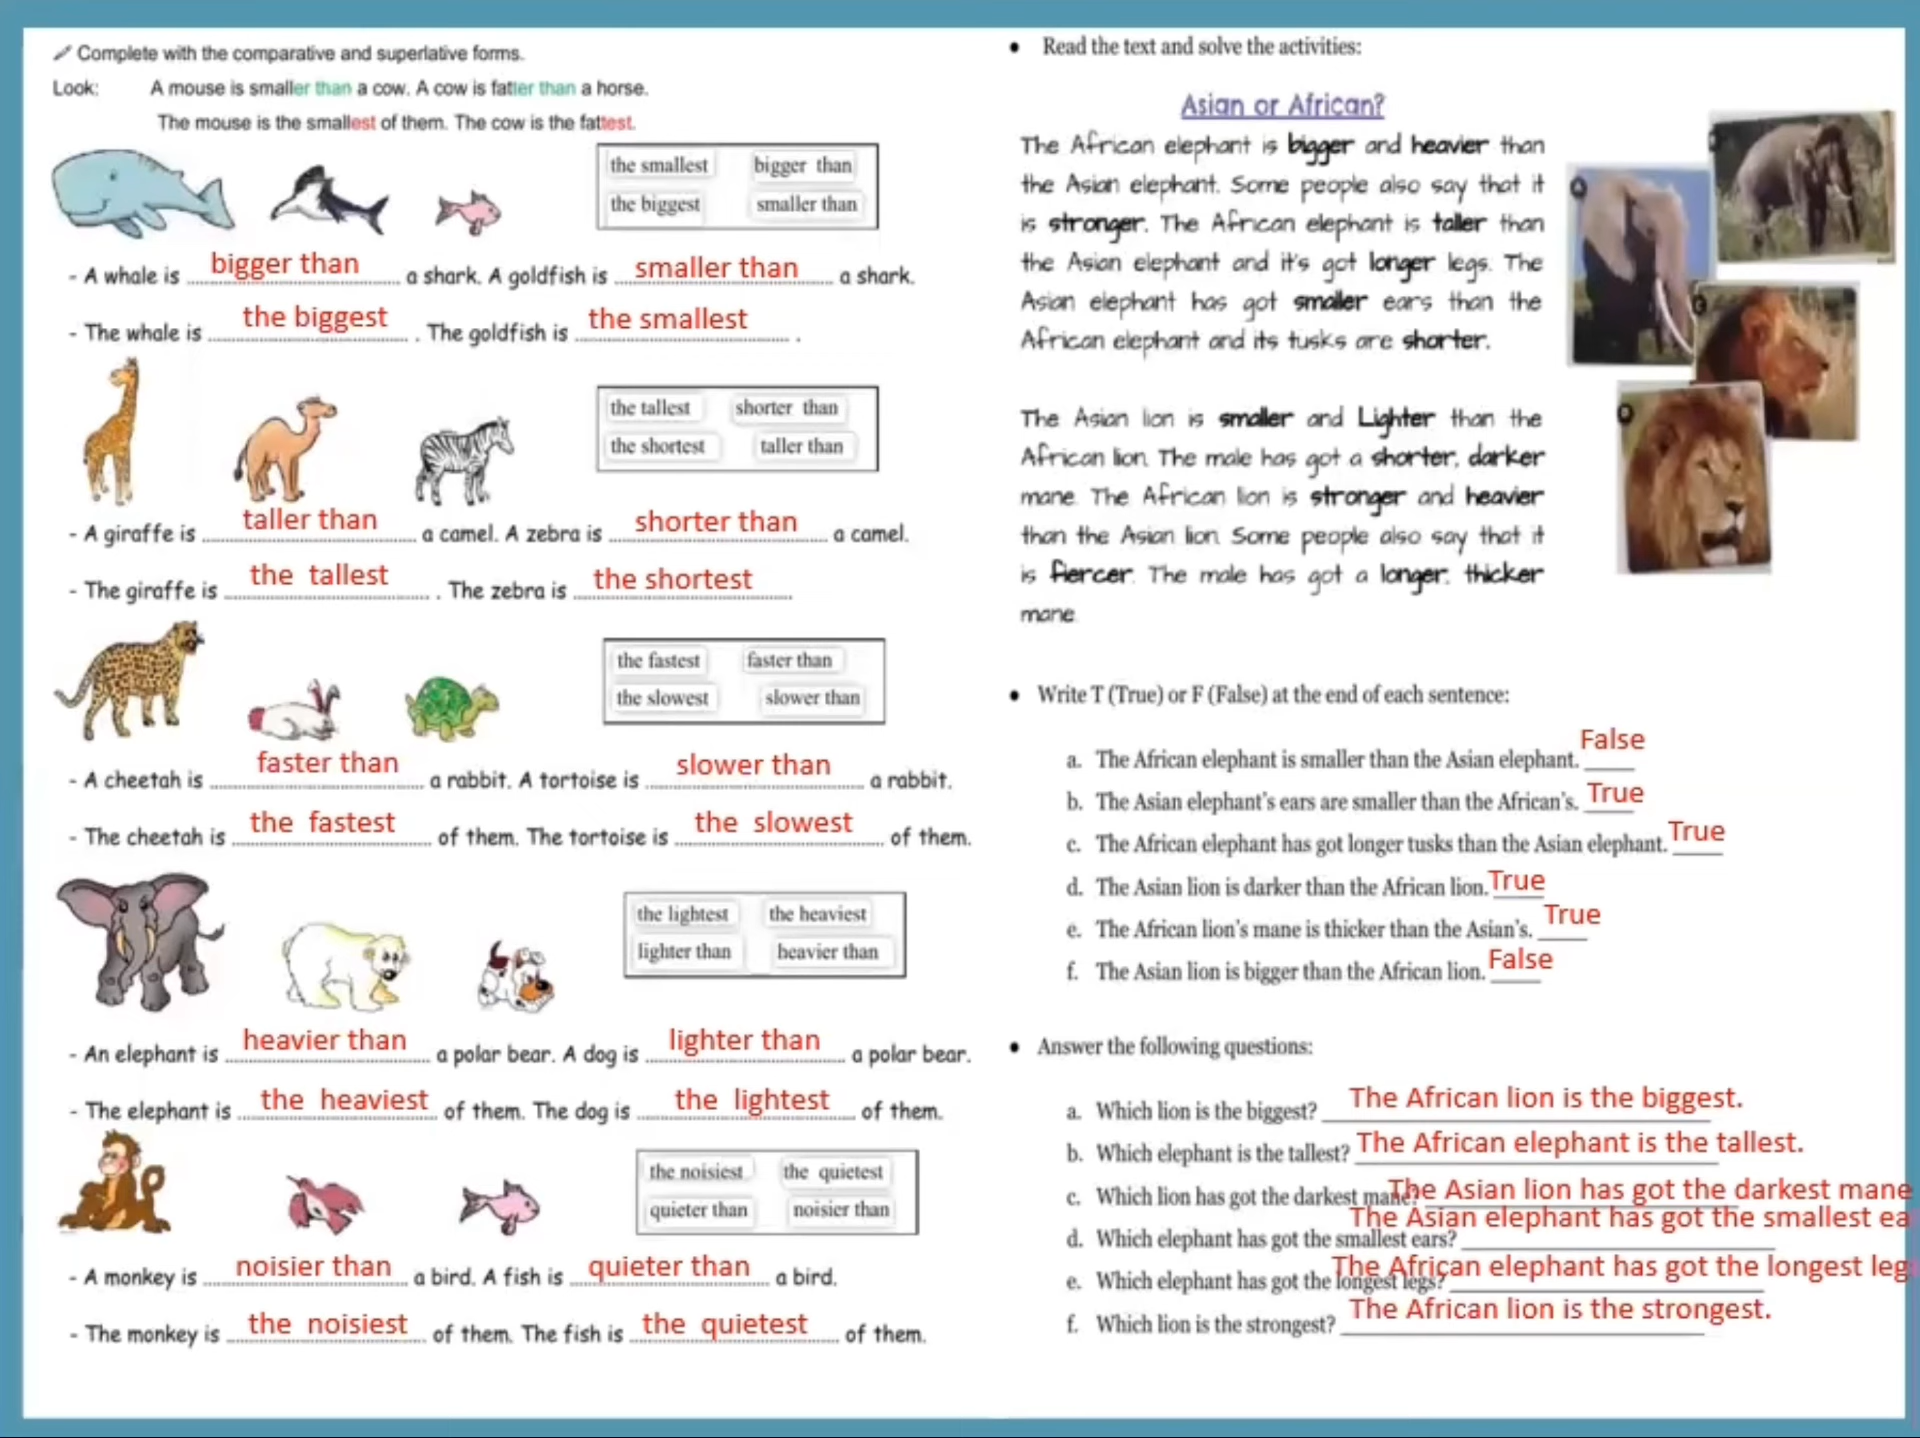 Complete with the comparative and superlative forms.
Look: A mouse is smaller than a cow. A cow is fatter than a horse.
The mouse is the smallest of them. The cow is the fattest.
the smallest bigger than
the biggest smaller than
- A whale is bigger than a shark. A goldfish is smaller than a shark.
- The whale is the biggest. The goldfish is the smallest.
the tallest shorter than
the shortest taller than
- A giraffe is taller than a camel. A zebra is shorter than a camel.
- The giraffe is the tallest. The zebra is the shortest
the fastest faster than
the slowest slower than
- A cheetah is faster than a rabbit. A tortoise is slower than a rabbit.
- The cheetah is the fastest of them. The tortoise is the slowest of them.
the lightest the heaviest
lighter than heavier than
- An elephant is heavier than a polar bear. A dog is lighter than a polar bear.
- The elephant is the heaviest of them. The dog is the lightest of them.
the noisiest the quietest
quieter than noisier than
- A monkey is noisier than a bird. A fish is quieter than a bird.
- The monkey is the noisiest of them. The fish is the quietest of them.
• Read the text and solve the activities:
Asian or African?
The African elephant is bigger and heavier than
the Asian elephant. Some people also say that it
is stronger. The African elephant is taller than
the Asian elephant and it's got longer legs. The
Asian elephant has got smaller ears than the
African elephant and its tusks are shorter.
The Asian lion is smaller and Lighter than the
African lion. The male has got a shorter, darker
mane. The African lion is stronger and heavier
than the Asian lion. Some people also say that it
is fiercer. The male has got a longer, thicker
mane.
• Write T (True) or F (False) at the end of each sentence:
a. The African elephant is smaller than the Asian elephant. False
b. The Asian elephant's ears are smaller than the African's. True
c. The African elephant has got longer tusks than the Asian elephant. True
d. The Asian lion is darker than the African lion. True
e. The African lion's mane is thicker than the Asian's. True
f. The Asian lion is bigger than the African lion. False
• Answer the following questions:
a. Which lion is the biggest? The African lion is the biggest.
b. Which elephant is the tallest? The African elephant is the tallest.
c. Which lion has got the darkest mane? The Asian lion has got the darkest mane
d. Which elephant has got the smallest ears? The Asian elephant has got the smallest ea
e. Which elephant has got the longest legs? The African elephant has got the longest leg
f. Which lion is the strongest? The African lion is the strongest.